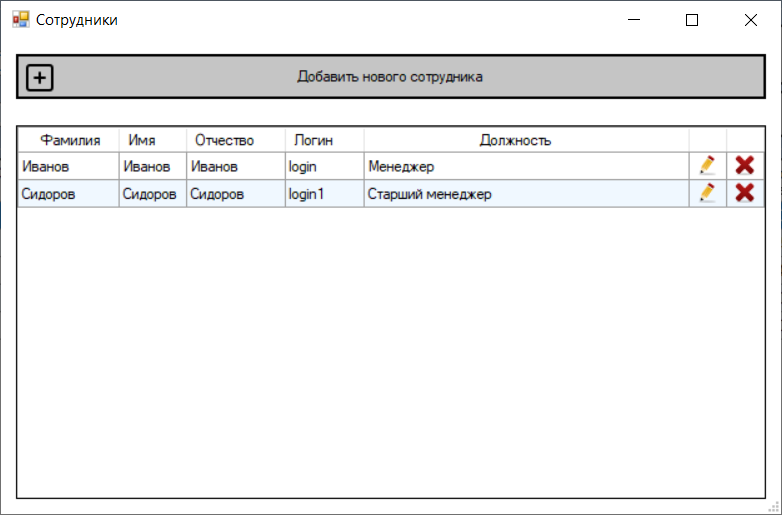 Сотрудники
Добавить нового сотрудника
Фамилия Имя Отчество Логин Должность
Иванов Иванов Иванов login Менеджер
Сидоров Сидоров Сидоров login1 Старший менеджер